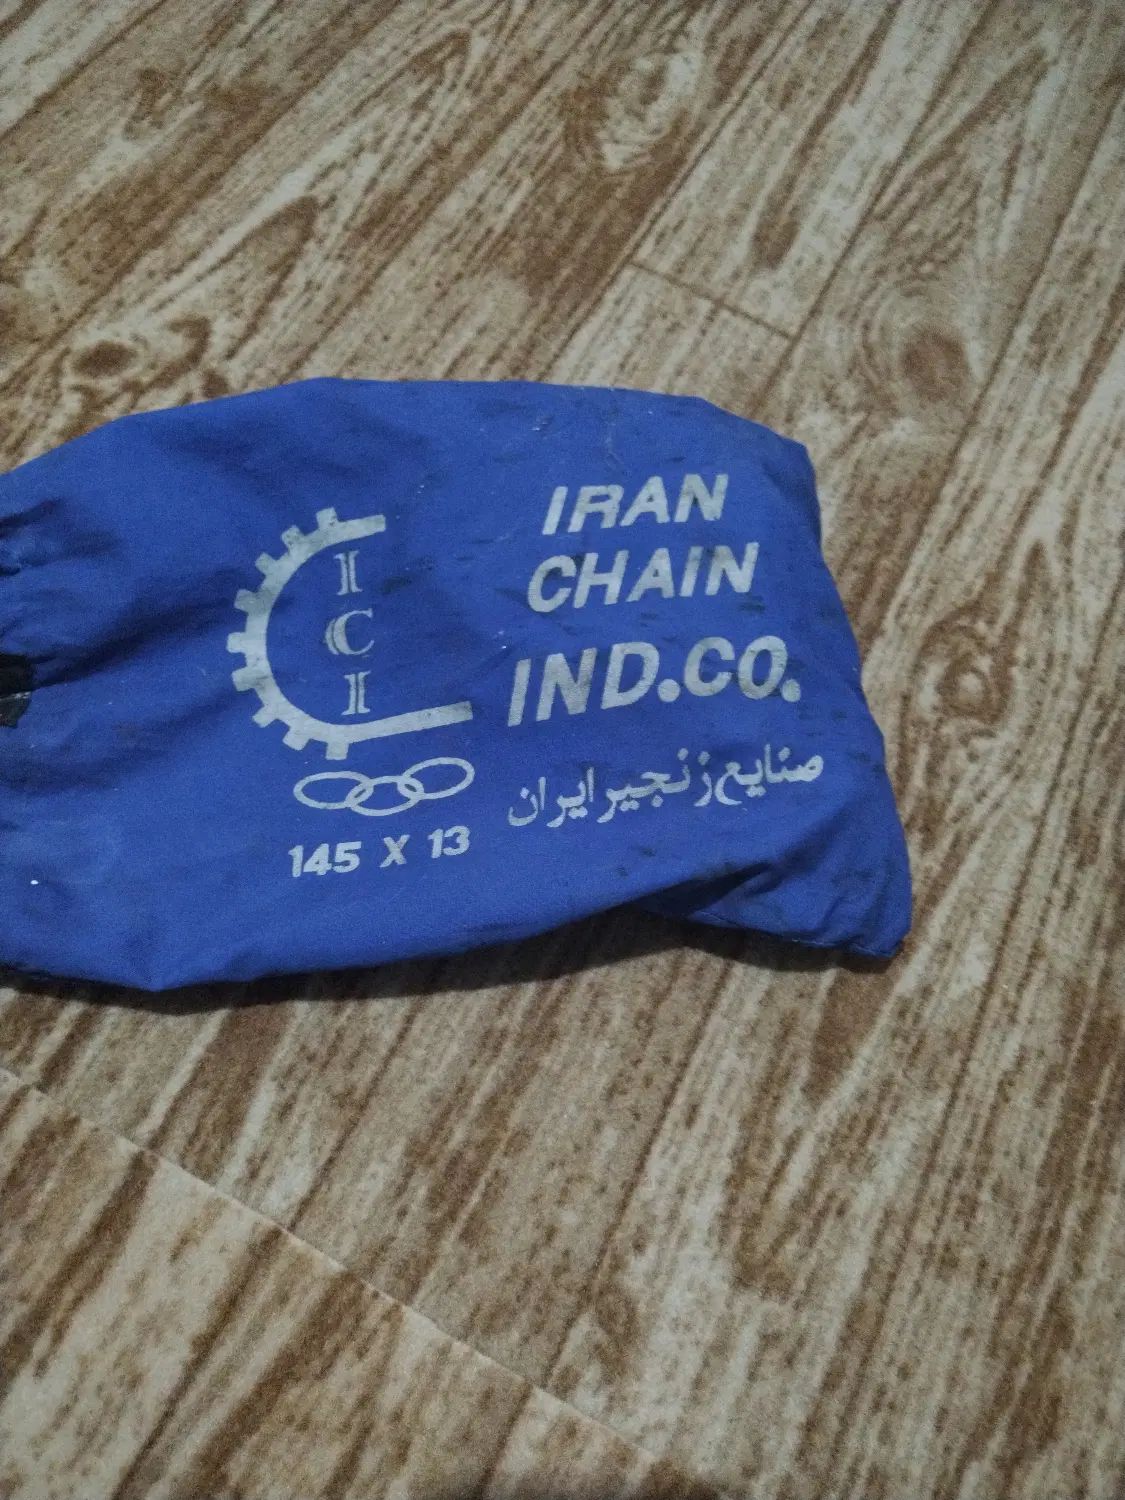 ICI
145 X 13
IRAN
CHAIN
IND.CO.
صنایع زنجیر ایران